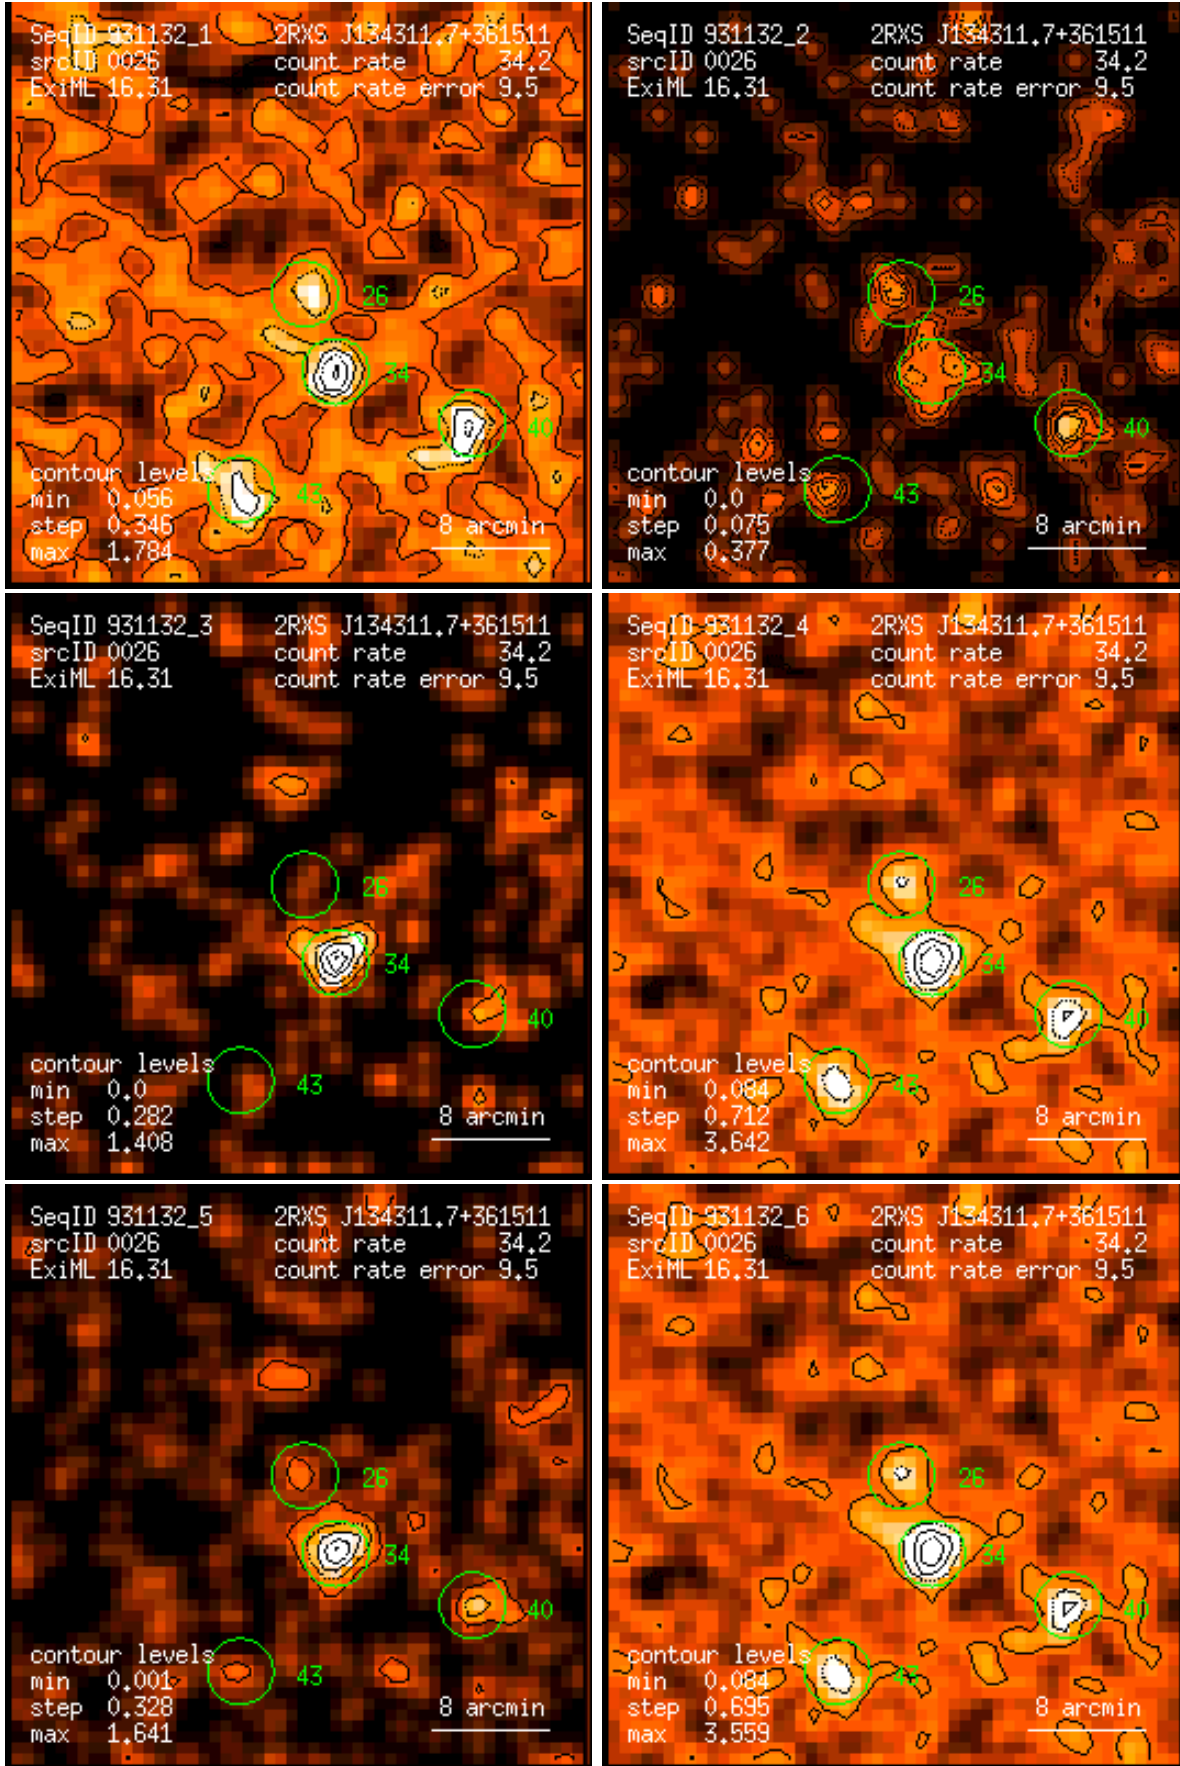 SeqID 931132_1 2RXS J134311.7+361511
srcID 0026 count rate 34.2
ExiML 16.31 count rate error 9.5
26
34
40
contour levels
43
min 0.056
step 0.346 8 arcmin
max 1.784
SeqID 931132_2 2RXS J134311.7+361511
srcID 0026 count rate 34.2
ExiML 16.31 count rate error 9.5
26
34
40
contour levels
43
min 0.0
step 0.075 8 arcmin
max 0.377
SeqID 931132_3 2RXS J134311.7+361511
srcID 0026 count rate 34.2
ExiML 16.31 count rate error 9.5
26
34
40
contour levels
43
min 0.0
step 0.282 8 arcmin
max 1.408
SeqID 931132_4 2RXS J134311.7+361511
srcID 0026 count rate 34.2
ExiML 16.31 count rate error 9.5
26
34
40
contour levels
43
min 0.084
step 0.712 8 arcmin
max 3.642
SeqID 931132_5 2RXS J134311.7+361511
srcID 0026 count rate 34.2
ExiML 16.31 count rate error 9.5
26
34
40
contour levels
43
min 0.001
step 0.328 8 arcmin
max 1.641
SeqID 931132_6 2RXS J134311.7+361511
srcID 0026 count rate 34.2
ExiML 16.31 count rate error 9.5
26
34
40
contour levels
43
min 0.084
step 0.695 8 arcmin
max 3.559